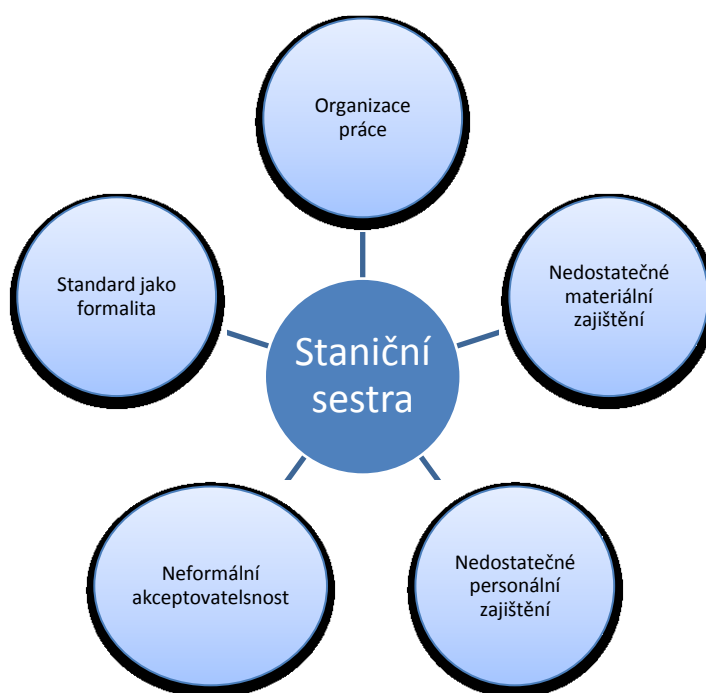 Organizace
práce
Standard jako
formalita
Nedostatečné
materiální
zajištění
Staniční
sestra
Neformální
akceptovatelsnost
Nedostatečné
personální
zajištění